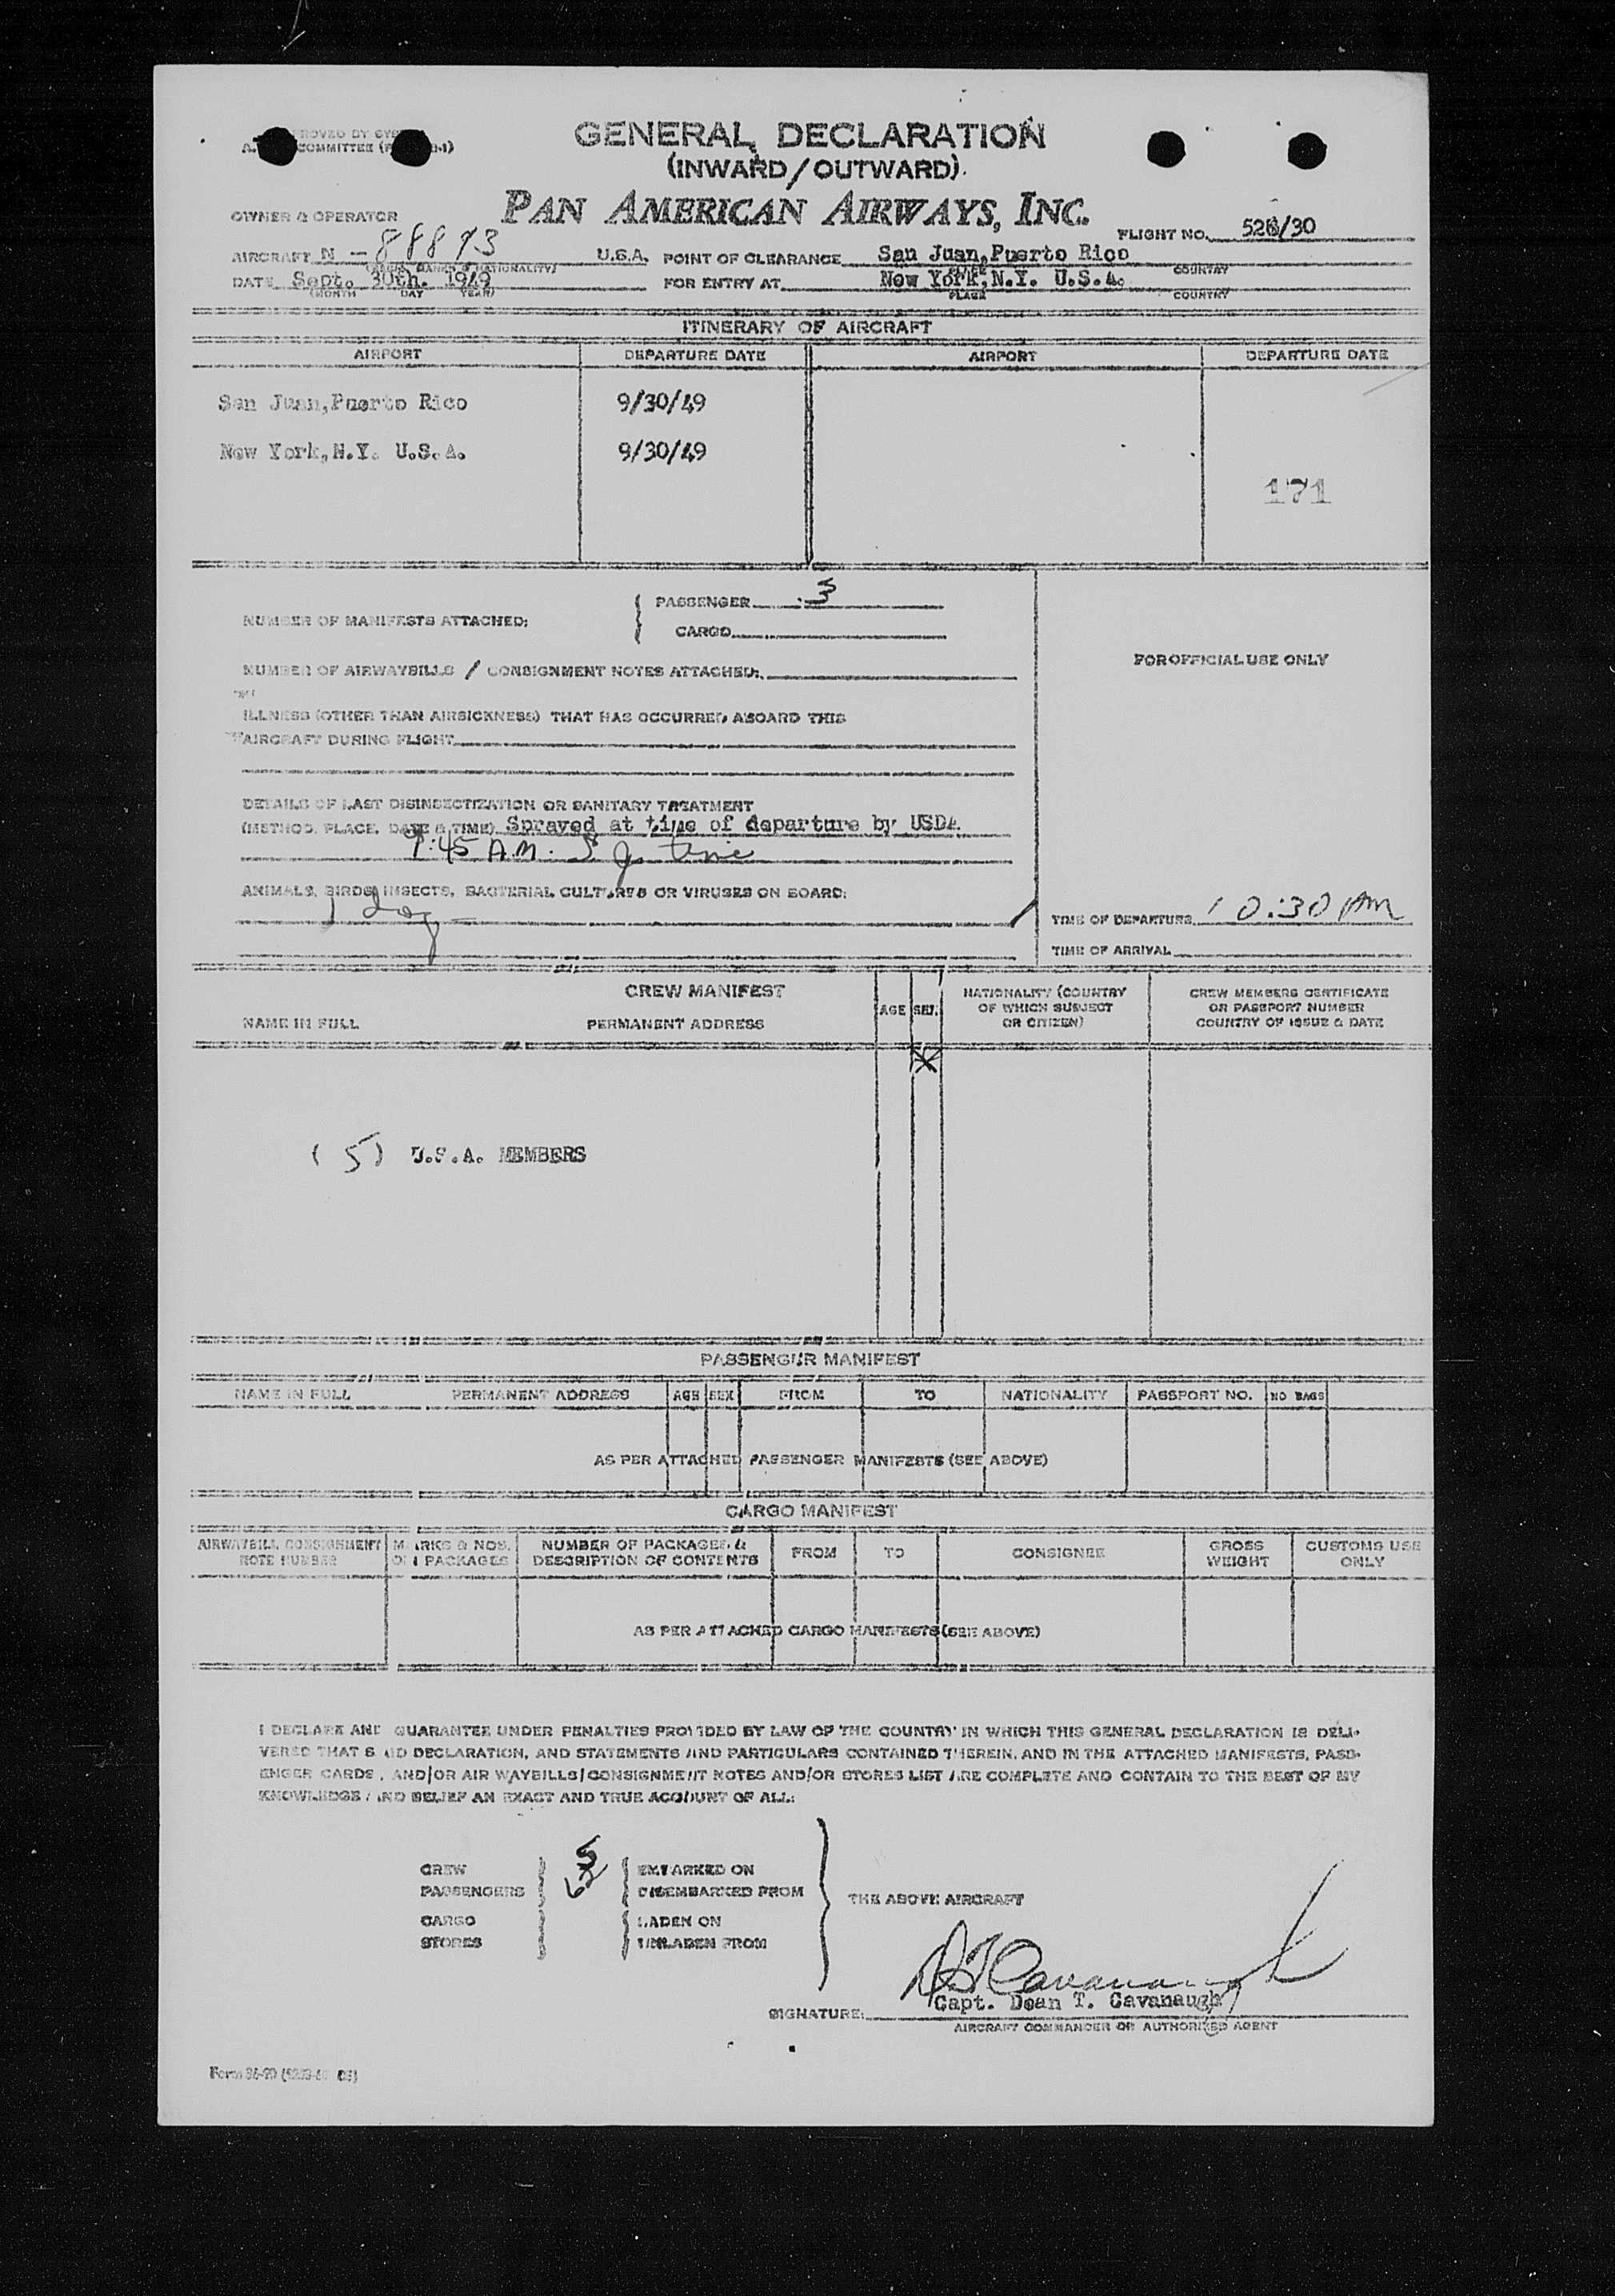 GENERAL DECLARATION
(INWARD/OUTWARD).
PAN AMERICAN AIRWAYS, INC.
OWNER & OPERATOR
FLIGHT NO. 526/30
AIRCRAFT N - 88893 U.S.A. POINT OF CLEARANCE San Juan, Puerto Rico
DATE Sept. 30th. 1949 FOR ENTRY AT New York, N.Y. U.S.A.
(MONTH DAY YEAR) PLACE COUNTRY
ITINERARY OF AIRCRAFT
AIRPORT DEPARTURE DATE AIRPORT DEPARTURE DATE
San Juan, Puerto Rico 9/30/49
New York, N.Y. U.S.A. 9/30/49
171
NUMBER OF MANIFESTS ATTACHED: PASSENGER 3
CARGO
FOR OFFICIAL USE ONLY
NUMBER OF AIRWAYBILLS / CONSIGNMENT NOTES ATTACHED:
ILLNESS (OTHER THAN AIRSICKNESS) THAT HAS OCCURRED ABOARD THIS
AIRCRAFT DURING FLIGHT
DETAILS OF LAST DISINSECTIZATION OR SANITARY TREATMENT
(METHOD, PLACE, DATE & TIME) Sprayed at time of departure by USDA
9:45 A.M.
ANIMALS, BIRDS, INSECTS, BACTERIAL CULTURES OR VIRUSES ON BOARD:
1 dog
TIME OF DEPARTURE 10:30 AM
TIME OF ARRIVAL
CREW MANIFEST
NAME IN FULL PERMANENT ADDRESS AGE SEX NATIONALITY (COUNTRY OF WHICH SUBJECT OR CITIZEN) CREW MEMBERS CERTIFICATE OR PASSPORT NUMBER COUNTRY OF ISSUE & DATE
(5) U.S.A. MEMBERS
PASSENGER MANIFEST
NAME IN FULL PERMANENT ADDRESS AGE SEX FROM TO NATIONALITY PASSPORT NO. NO BAGS
AS PER ATTACHED PASSENGER MANIFESTS (SEE ABOVE)
CARGO MANIFEST
AIRWAYBILL CONSIGNMENT NOTE NUMBER MARKS & NOS. ON PACKAGES NUMBER OF PACKAGES & DESCRIPTION OF CONTENTS FROM TO CONSIGNEE GROSS WEIGHT CUSTOMS USE ONLY
AS PER ATTACHED CARGO MANIFESTS (SEE ABOVE)
I DECLARE AND GUARANTEE UNDER PENALTIES PROVIDED BY LAW OF THE COUNTRY IN WHICH THIS GENERAL DECLARATION IS DELI-
VERED THAT SAID DECLARATION, AND STATEMENTS AND PARTICULARS CONTAINED THEREIN, AND IN THE ATTACHED MANIFESTS, PASS-
ENGER CARDS, AND/OR AIR WAYBILLS/CONSIGNMENT NOTES AND/OR STORES LIST ARE COMPLETE AND CONTAIN TO THE BEST OF MY
KNOWLEDGE AND BELIEF AN EXACT AND TRUE ACCOUNT OF ALL:
CREW 5 EMBARKED ON
PASSENGERS 62 DISEMBARKED FROM
THE ABOVE AIRCRAFT
CARGO LADEN ON
STORES UNLADEN FROM
D T Cavanaugh
SIGNATURE: Capt. Dean T. Cavanaugh
AIRCRAFT COMMANDER OR AUTHORIZED AGENT